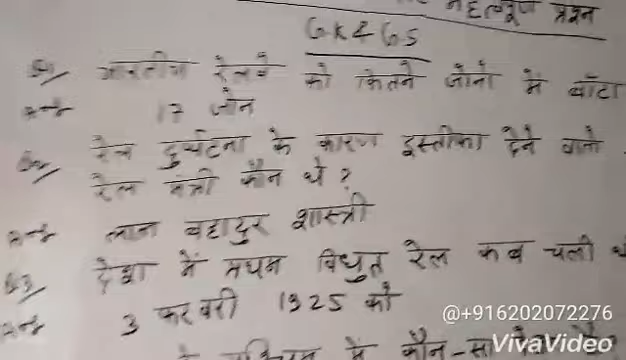 महत्वपूर्ण प्रश्न
GK & GS
Q1 भारतीय रेलवे को कितने जोनो में बाँटा
Ans 17 जोन
Q2 रेल दुर्घटना के कारण इस्तीफा देने वाले
रेल मंत्री कौन थे ?
Ans लाल बहादुर शास्त्री
Q3 देश में प्रथम विधुत रेल कब चली थी
Ans 3 फरवरी 1925 को
@+916202072276
में कौन-सा
VivaVideo